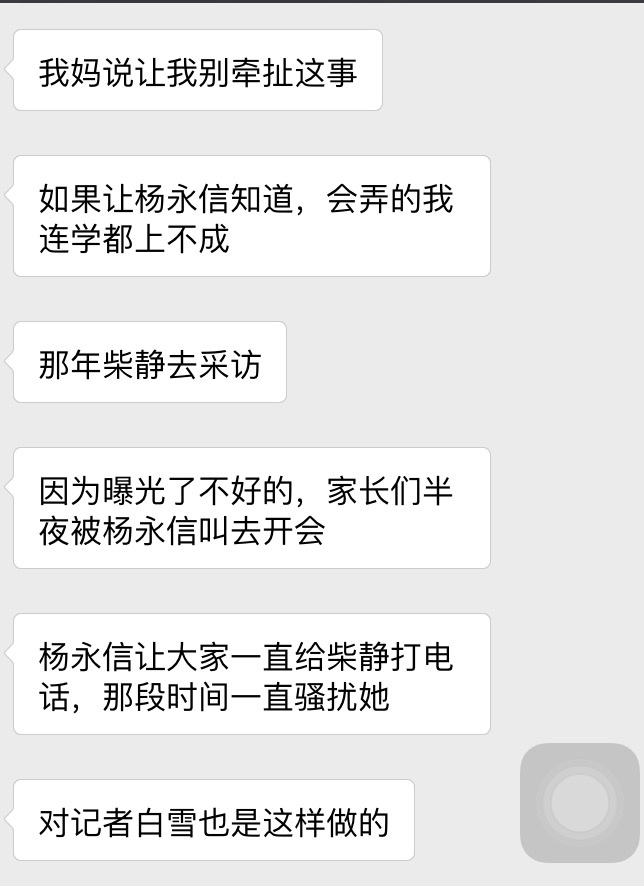 我妈说让我别牵扯这事
如果让杨永信知道，会弄的我
连学都上不成
那年柴静去采访
因为曝光了不好的，家长们半
夜被杨永信叫去开会
杨永信让大家一直给柴静打电
话，那段时间一直骚扰她
对记者白雪也是这样做的